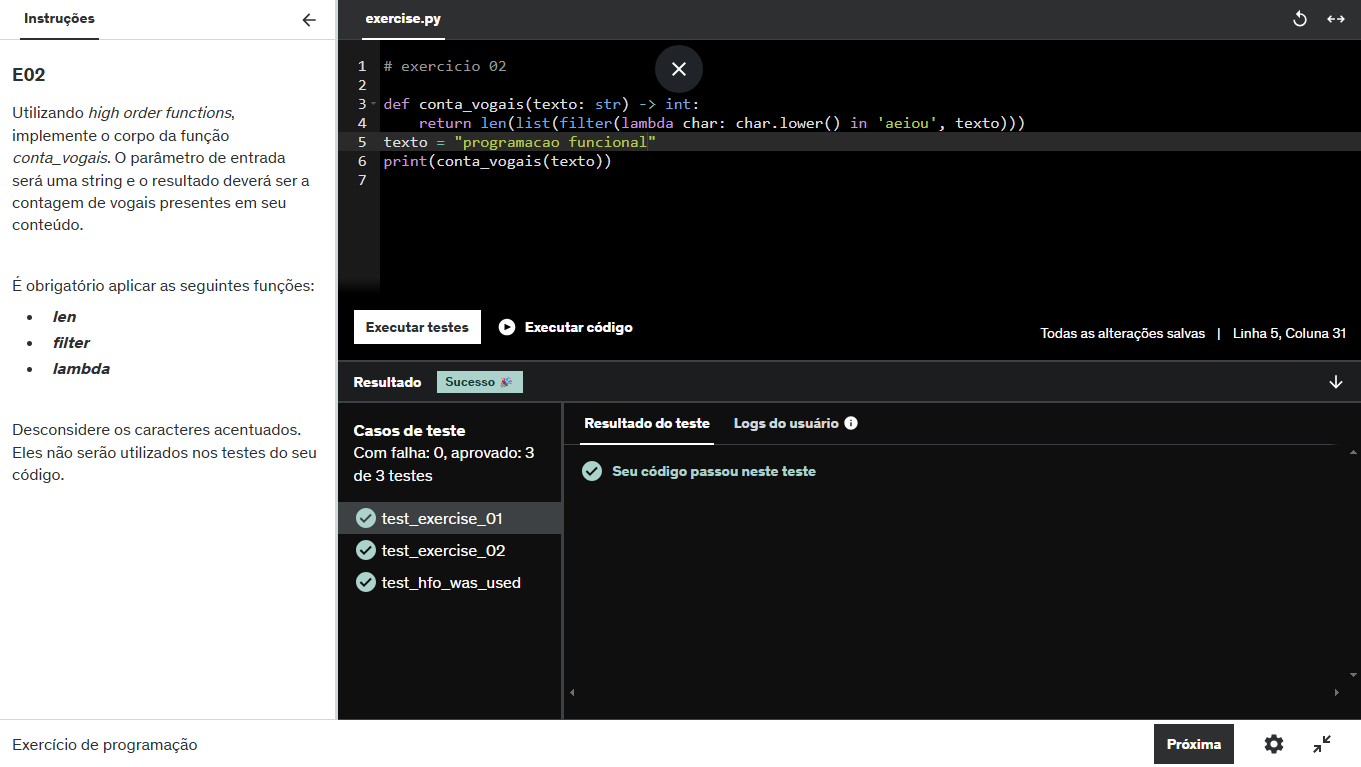 Instruções
E02
Utilizando high order functions,
implemente o corpo da função
conta_vogais. O parâmetro de entrada
será uma string e o resultado deverá ser a
contagem de vogais presentes em seu
conteúdo.
É obrigatório aplicar as seguintes funções:
• len
• filter
• lambda
Desconsidere os caracteres acentuados.
Eles não serão utilizados nos testes do seu
código.
exercise.py
1 # exercicio 02
2
3 def conta_vogais(texto: str) -> int:
4     return len(list(filter(lambda char: char.lower() in 'aeiou', texto)))
5 texto = "programacao funcional"
6 print(conta_vogais(texto))
7
Executar testes
Executar código
Todas as alterações salvas | Linha 5, Coluna 31
Resultado
Sucesso 🎉
Casos de teste
Com falha: 0, aprovado: 3
de 3 testes
test_exercise_01
test_exercise_02
test_hfo_was_used
Resultado do teste
Logs do usuário
Seu código passou neste teste
Exercício de programação
Próxima